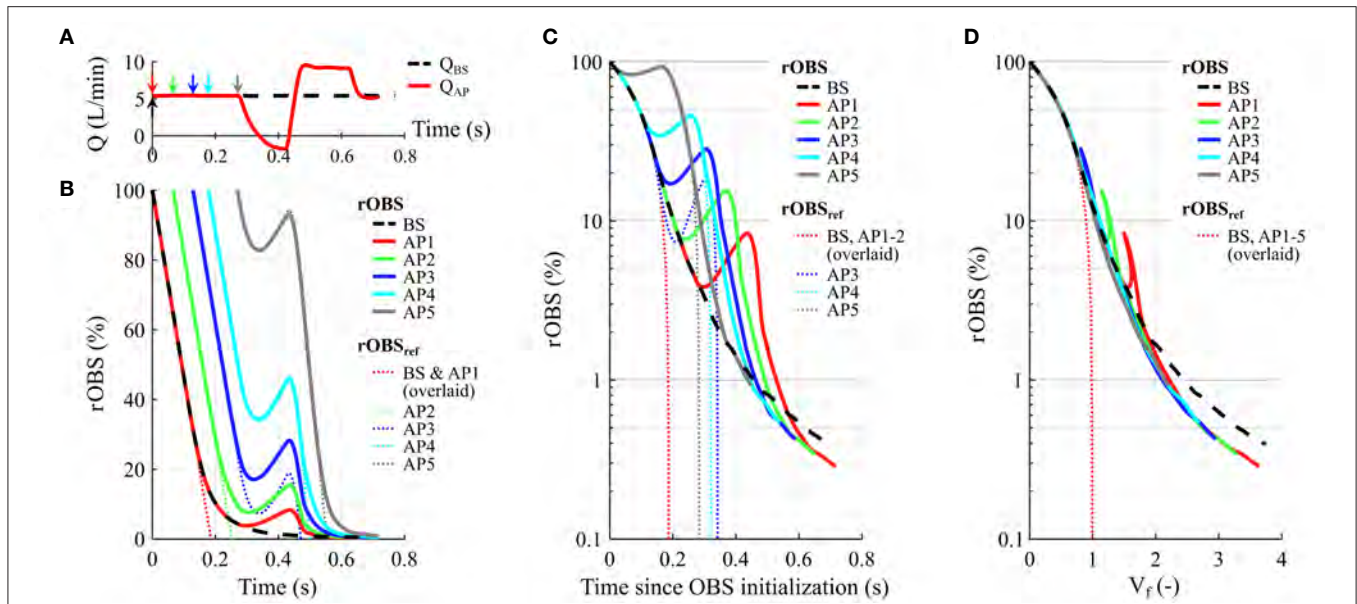 A
Q (L/min)
10
5
0
0
0.2
0.4
0.6
0.8
Time (s)
Q_BS
Q_AP
B
rOBS (%)
100
80
60
40
20
0
0
0.2
0.4
0.6
0.8
Time (s)
rOBS
BS
AP1
AP2
AP3
AP4
AP5
rOBS_ref
BS & AP1
(overlaid)
AP2
AP3
AP4
AP5
C
rOBS (%)
100
10
1
0.1
0
0.2
0.4
0.6
0.8
Time since OBS initialization (s)
rOBS
BS
AP1
AP2
AP3
AP4
AP5
rOBS_ref
BS, AP1-2
(overlaid)
AP3
AP4
AP5
D
rOBS (%)
100
10
1
0.1
0
1
2
3
4
V_f (-)
rOBS
BS
AP1
AP2
AP3
AP4
AP5
rOBS_ref
BS, AP1-5
(overlaid)